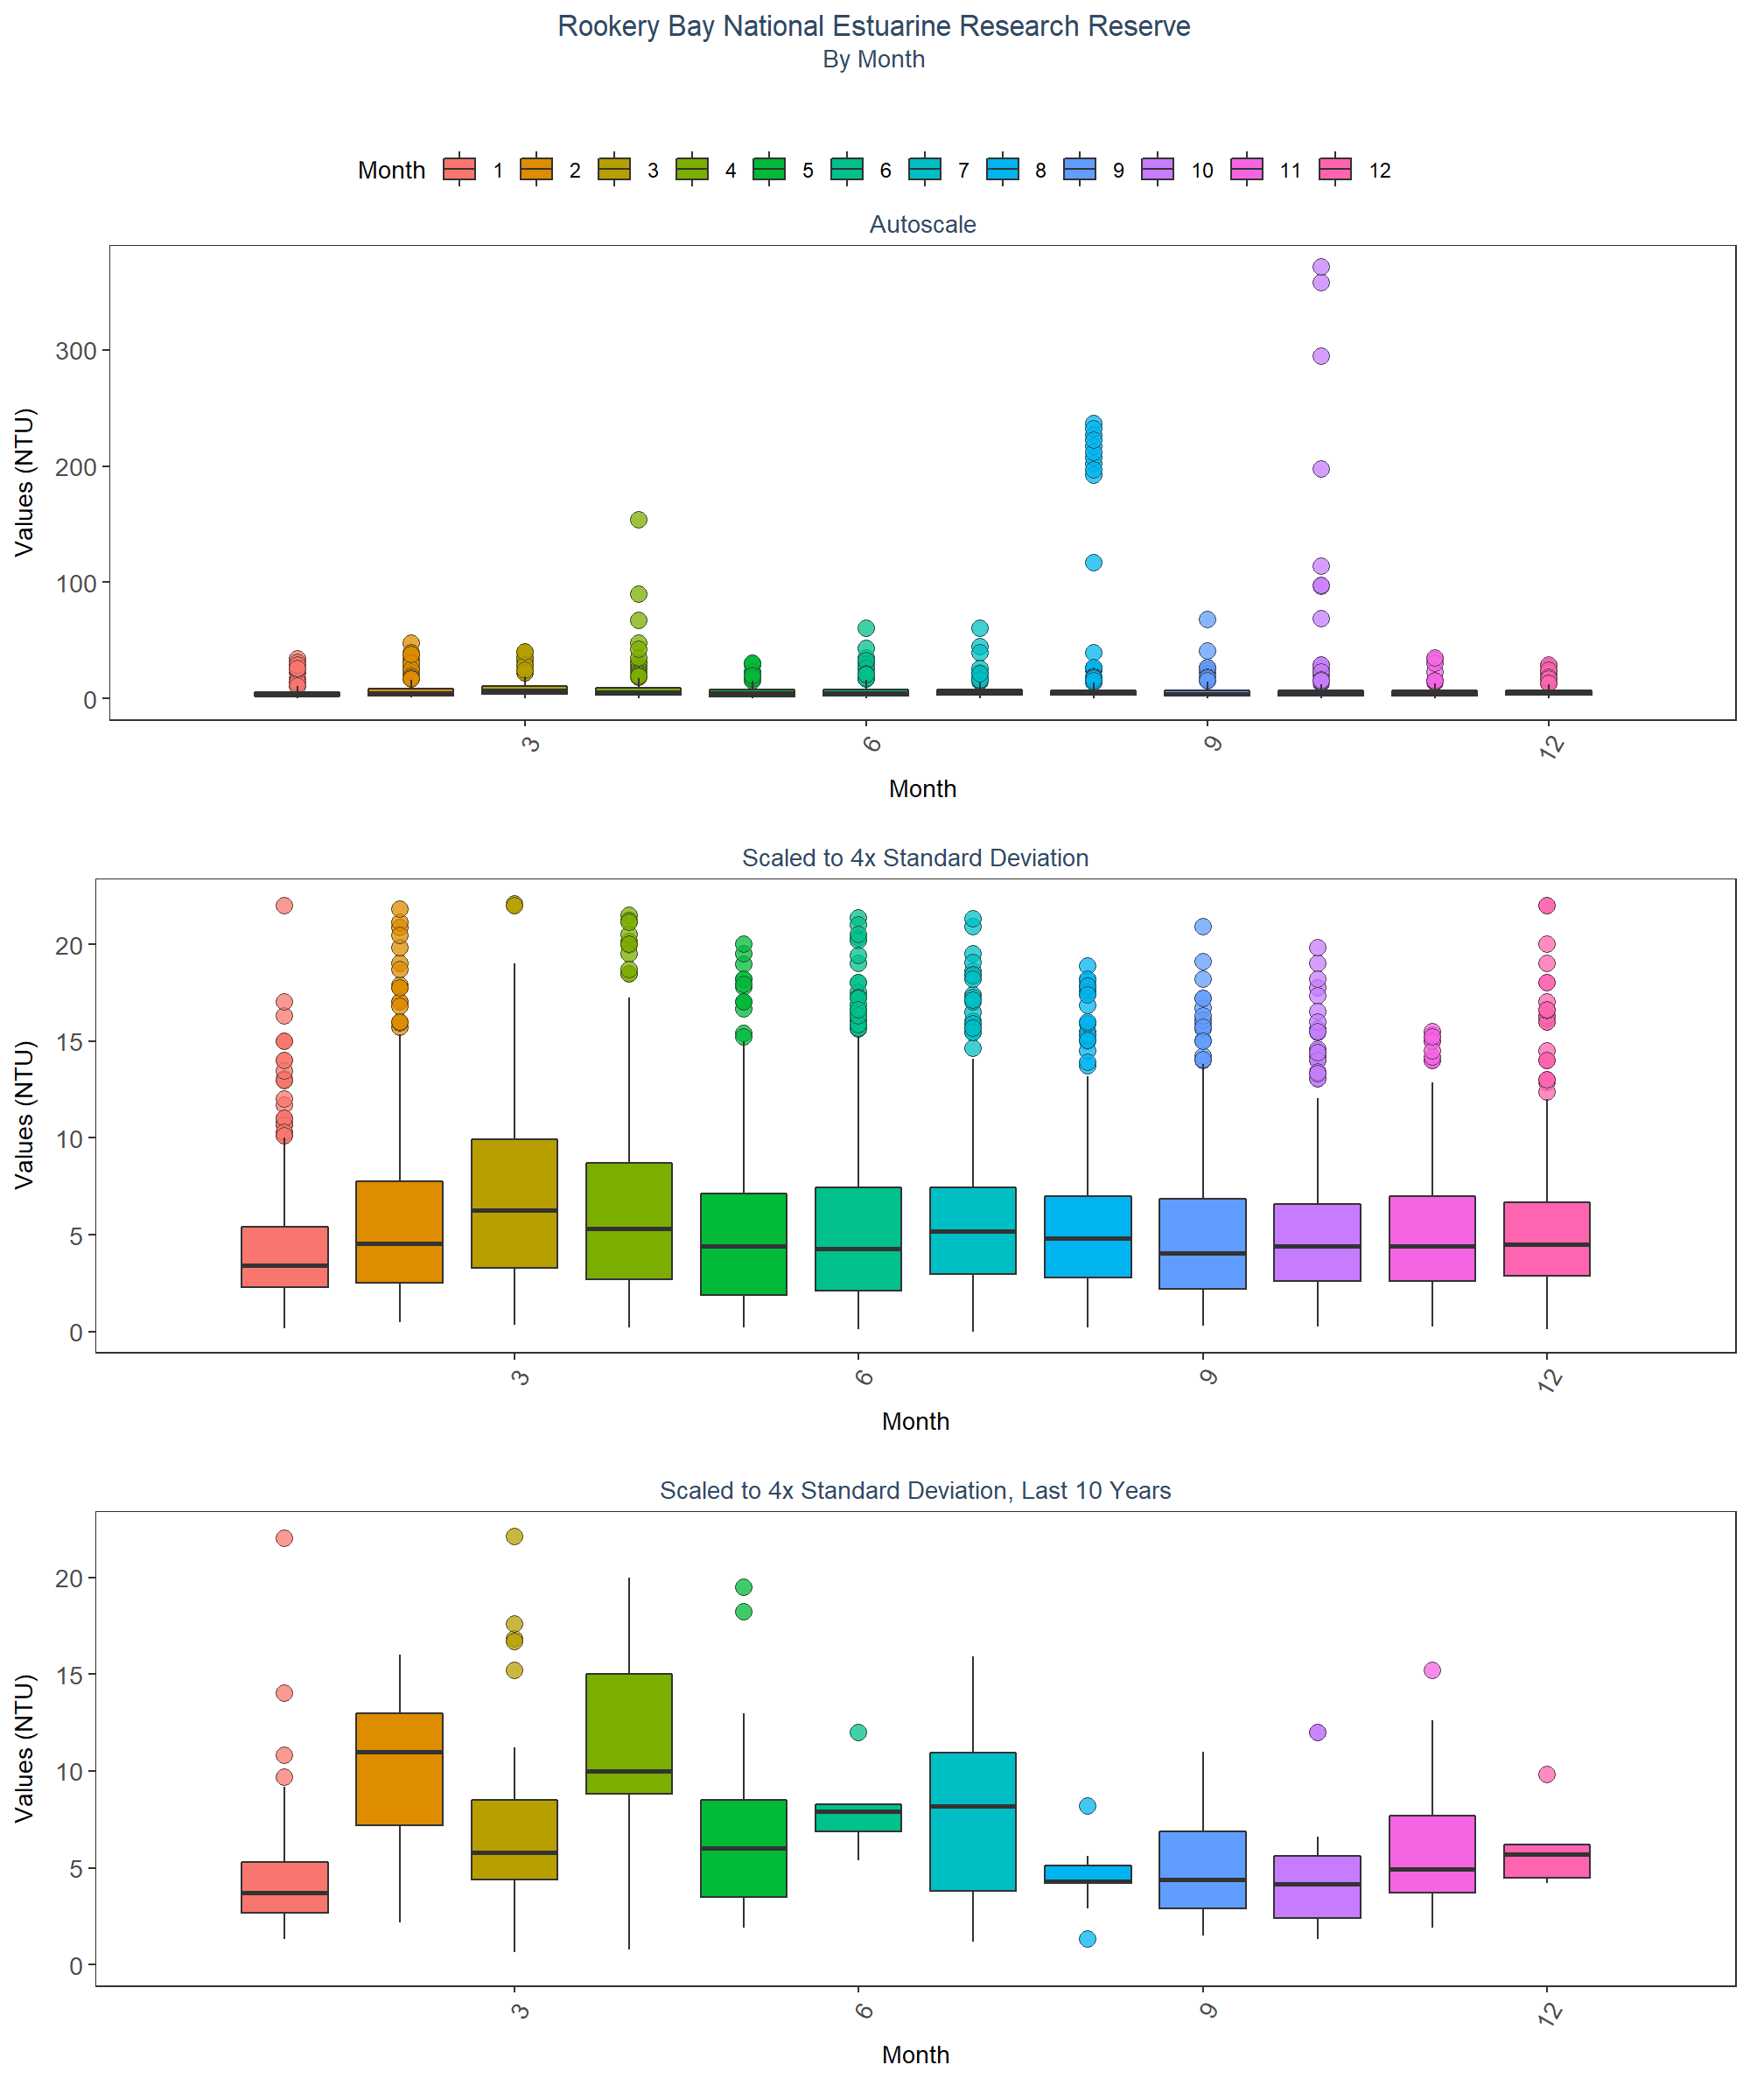 Rookery Bay National Estuarine Research Reserve
By Month
Month 1 2 3 4 5 6 7 8 9 10 11 12
Autoscale
Values (NTU)
300
200
100
0
3 6 9 12
Month
Scaled to 4x Standard Deviation
Values (NTU)
20
15
10
5
0
3 6 9 12
Month
Scaled to 4x Standard Deviation, Last 10 Years
Values (NTU)
20
15
10
5
0
3 6 9 12
Month